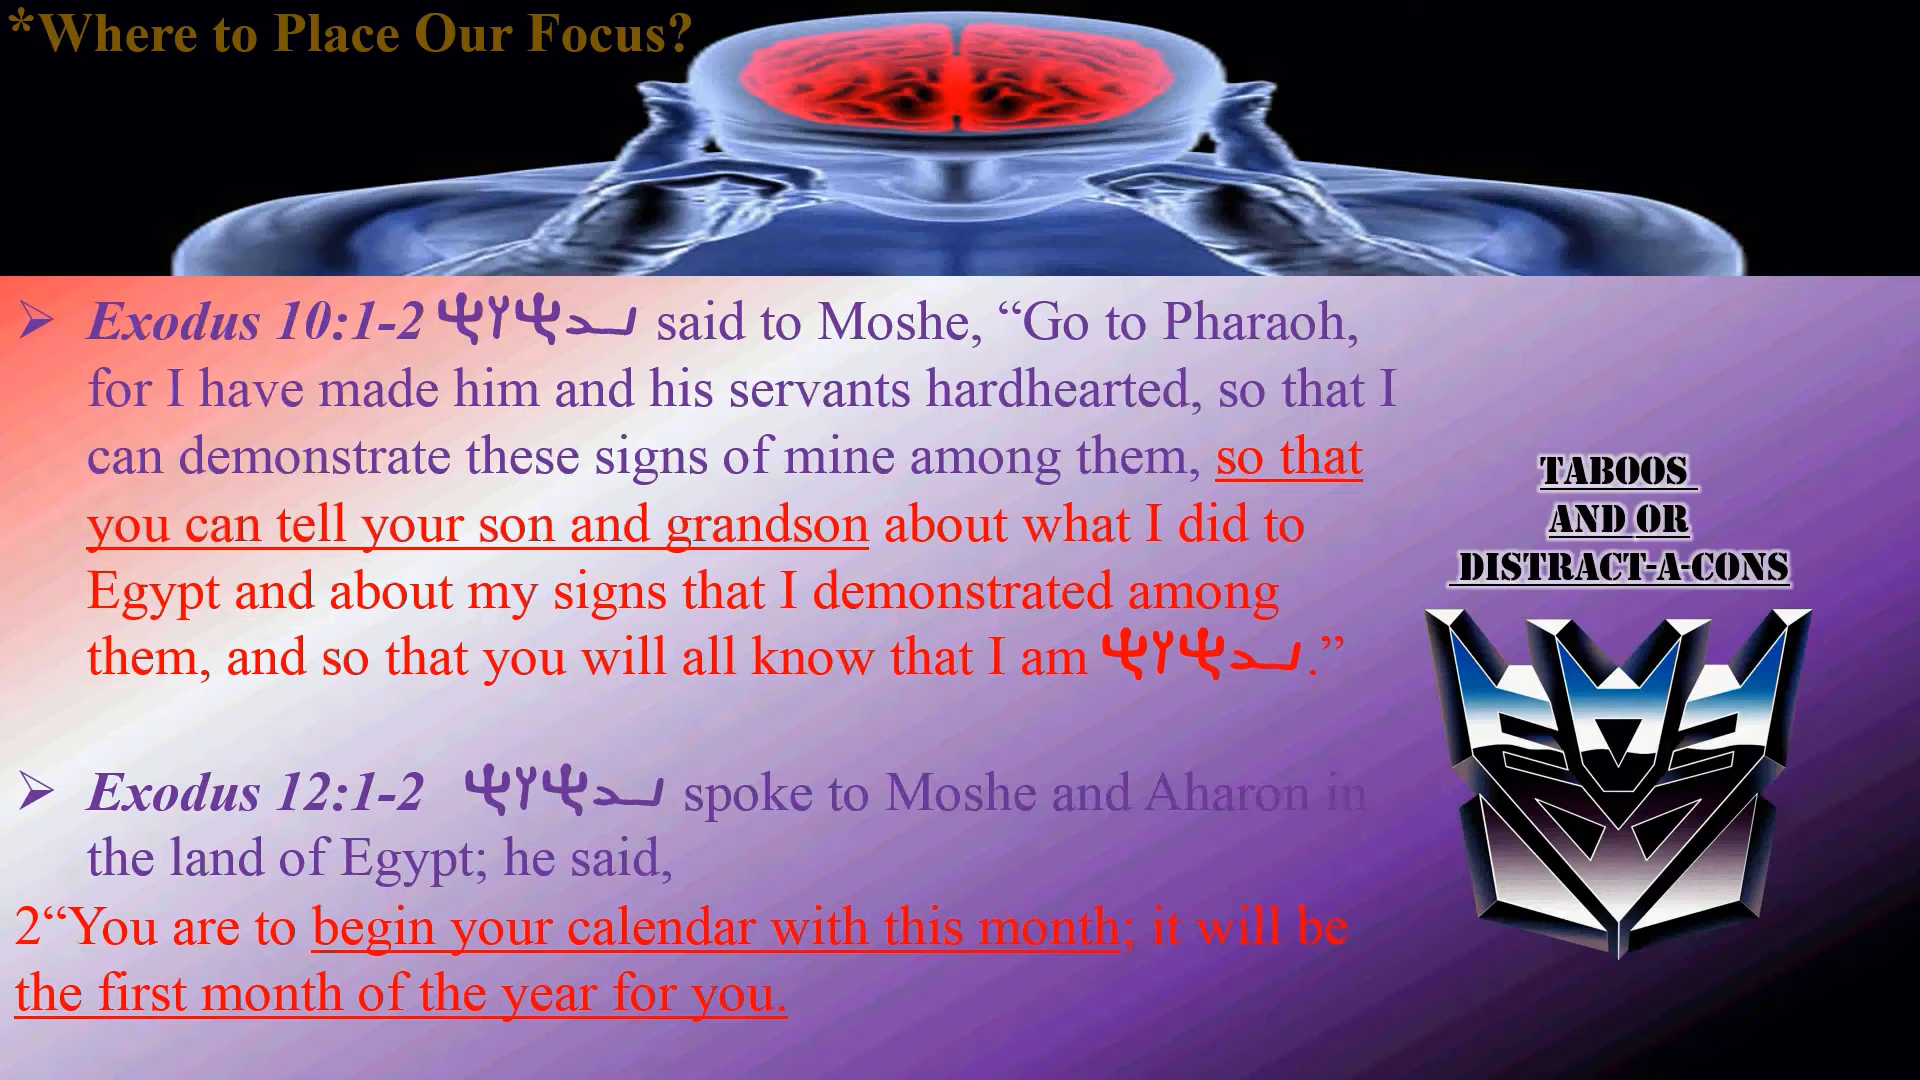 *Where to Place Our Focus?
➢ Exodus 10:1-2 𐤉𐤄𐤅𐤄 said to Moshe, “Go to Pharaoh,
for I have made him and his servants hardhearted, so that I
can demonstrate these signs of mine among them, so that
you can tell your son and grandson about what I did to
Egypt and about my signs that I demonstrated among
them, and so that you will all know that I am 𐤉𐤄𐤅𐤄.”
➢ Exodus 12:1-2 𐤉𐤄𐤅𐤄 spoke to Moshe and Aharon in
the land of Egypt; he said,
2“You are to begin your calendar with this month; it will be
the first month of the year for you.
TABOOS
AND OR
DISTRACT-A-CONS